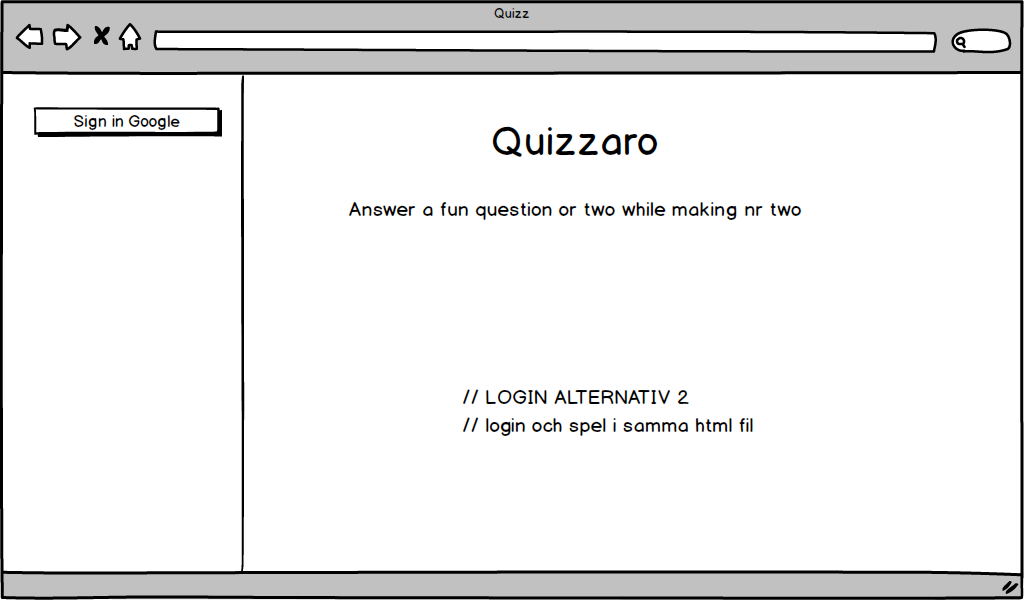 Quizz
Sign in Google
Quizzaro
Answer a fun question or two while making nr two
// LOGIN ALTERNATIV 2
// login och spel i samma html fil